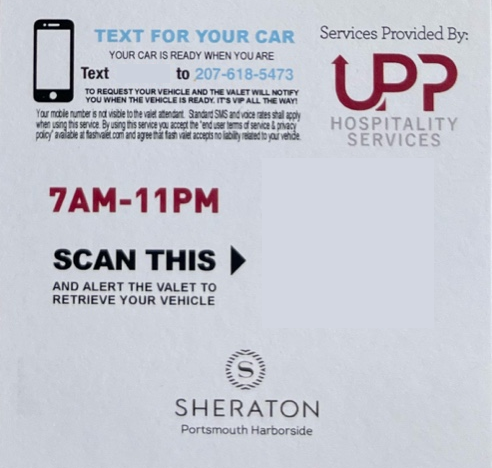 TEXT FOR YOUR CAR
YOUR CAR IS READY WHEN YOU ARE
Text to 207-618-5473
TO REQUEST YOUR VEHICLE AND THE VALET WILL NOTIFY
YOU WHEN THE VEHICLE IS READY. IT'S VIP ALL THE WAY!
Your mobile number is not visible to the valet attendant. Standard SMS and voice rates shall apply
when using this service. By using this service you accept the "end user terms of service & privacy
policy" available at flashvalet.com and agree that flash valet accepts no liability related to your vehicle.
Services Provided By:
UPP
HOSPITALITY
SERVICES
7AM-11PM
SCAN THIS
AND ALERT THE VALET TO
RETRIEVE YOUR VEHICLE
S
SHERATON
Portsmouth Harborside